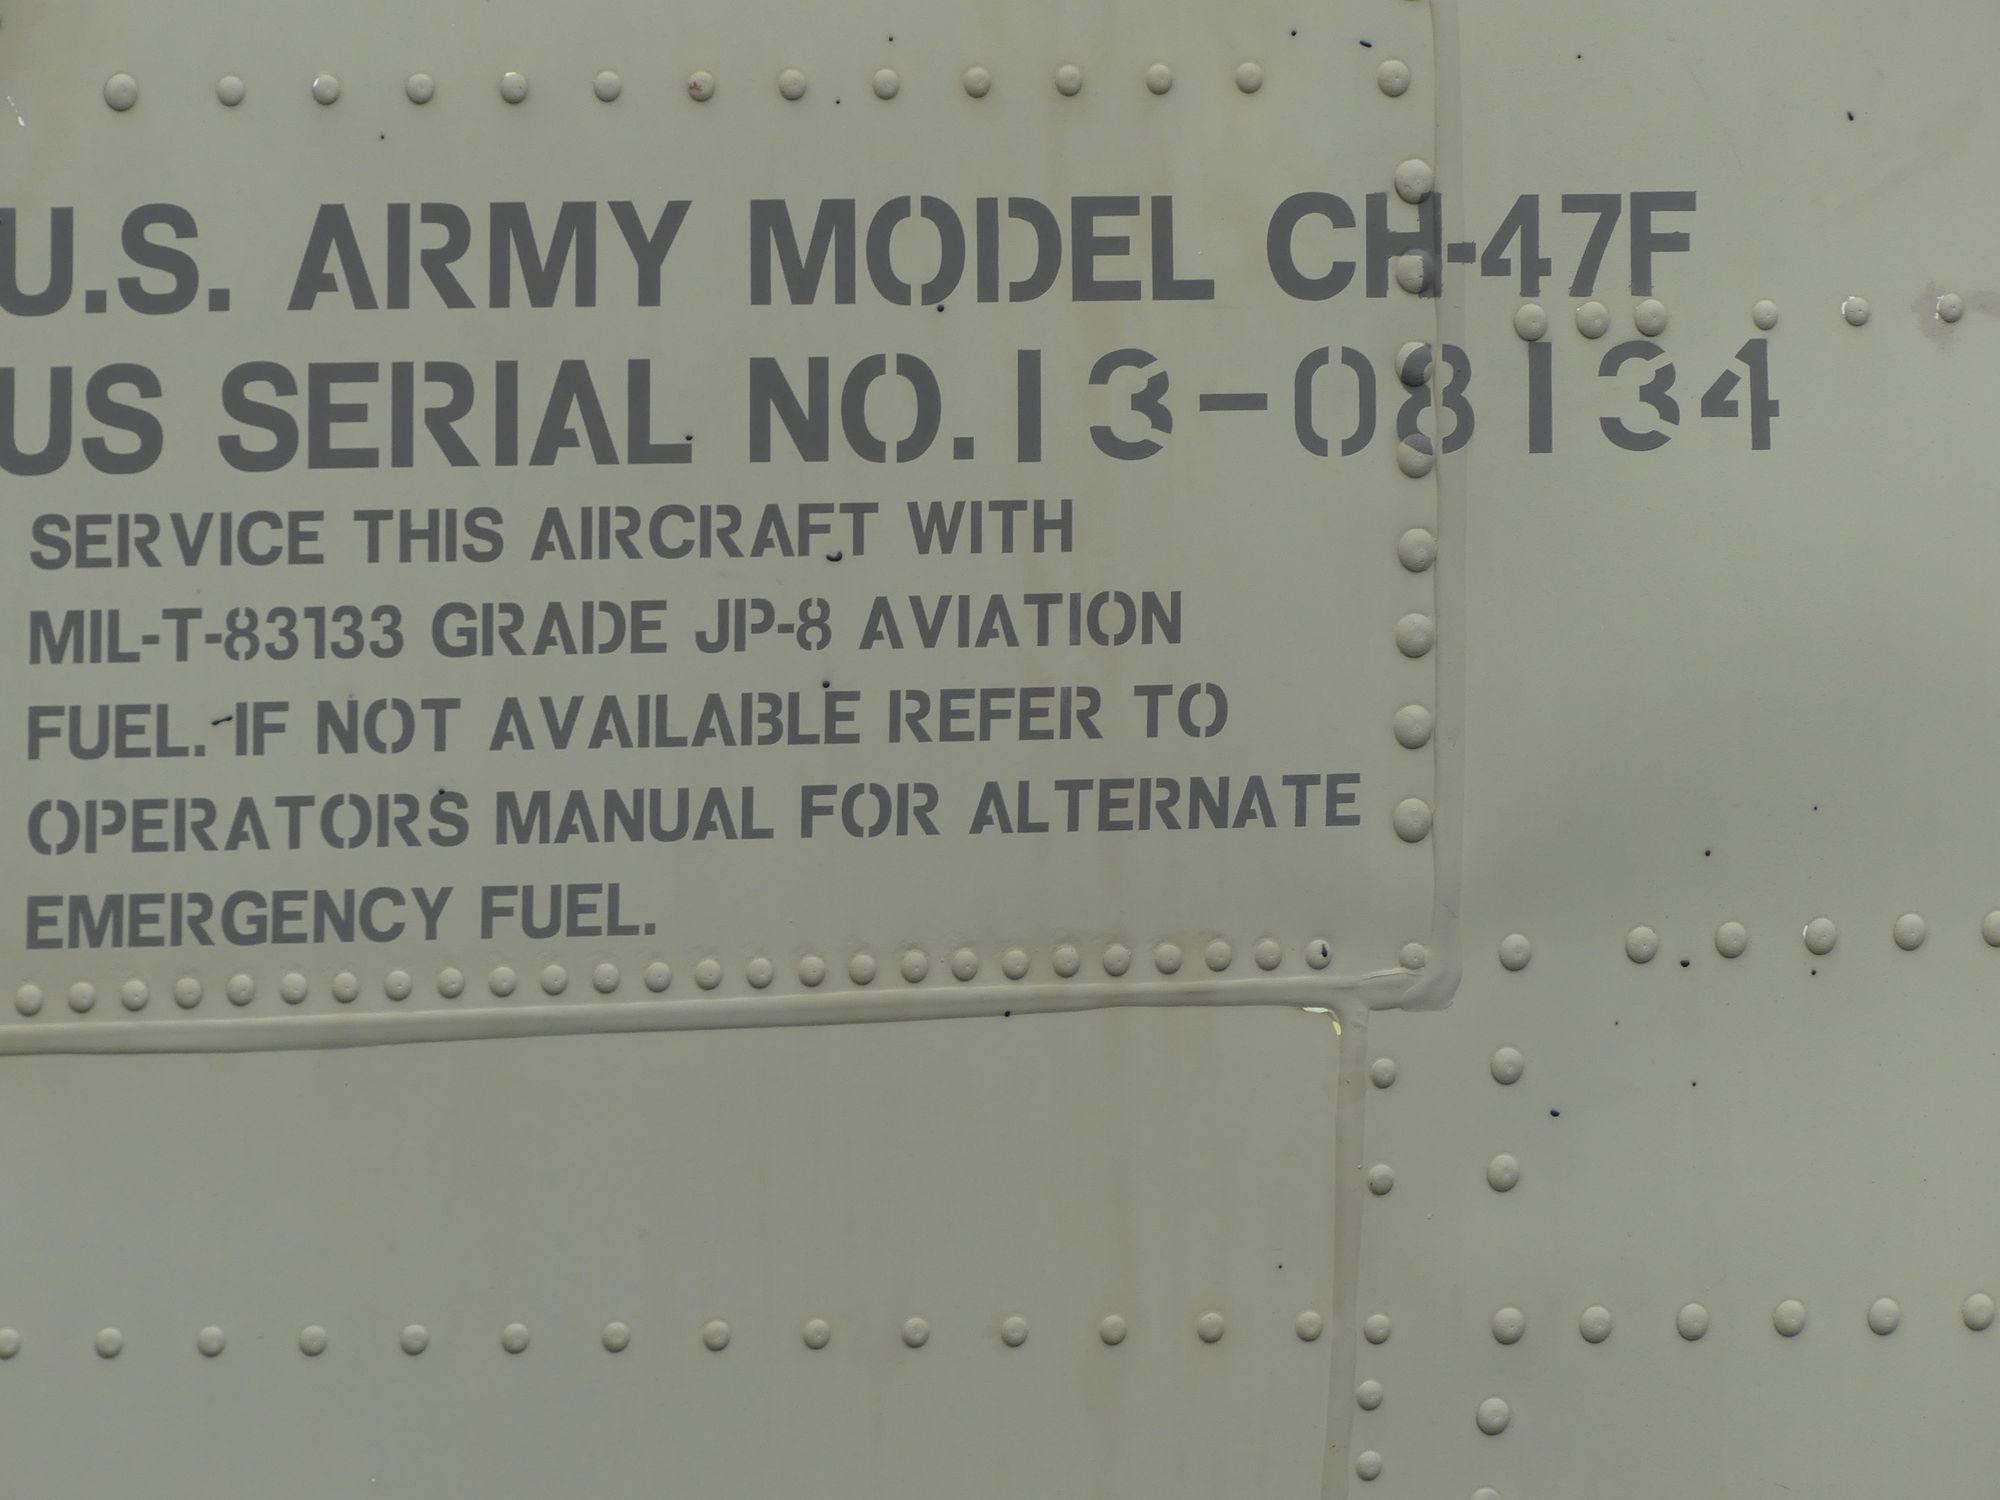 U.S. ARMY MODEL CH-47F
US SERIAL NO. 13-08134
SERVICE THIS AIRCRAFT WITH
MIL-T-83133 GRADE JP-8 AVIATION
FUEL. IF NOT AVAILABLE REFER TO
OPERATORS MANUAL FOR ALTERNATE
EMERGENCY FUEL.